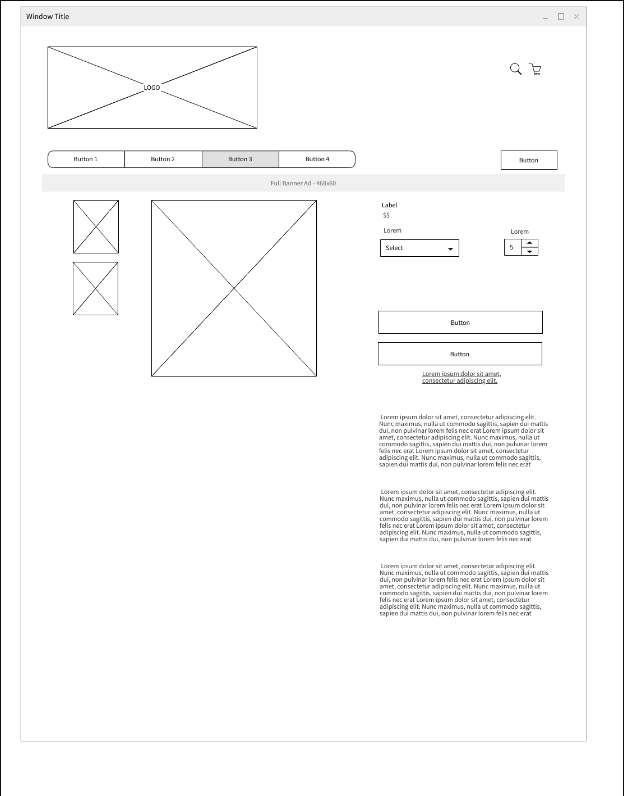 Window Title
LOGO
Button 1
Button 2
Button 3
Button 4
Button
Full Banner Ad - 468x60
Label
$$
Lorem
Lorem
Select
5
Button
Button
Lorem ipsum dolor sit amet,
consectetur adipiscing elit.
Lorem ipsum dolor sit amet, consectetur adipiscing elit.
Nunc maximus, nulla ut commodo sagittis, sapien dui mattis
dui, non pulvinar lorem felis nec erat Lorem ipsum dolor sit
amet, consectetur adipiscing elit. Nunc maximus, nulla ut
commodo sagittis, sapien dui mattis dui, non pulvinar lorem
felis nec erat Lorem ipsum dolor sit amet, consectetur
adipiscing elit. Nunc maximus, nulla ut commodo sagittis,
sapien dui mattis dui, non pulvinar lorem felis nec erat
Lorem ipsum dolor sit amet, consectetur adipiscing elit.
Nunc maximus, nulla ut commodo sagittis, sapien dui mattis
dui, non pulvinar lorem felis nec erat Lorem ipsum dolor sit
amet, consectetur adipiscing elit. Nunc maximus, nulla ut
commodo sagittis, sapien dui mattis dui, non pulvinar lorem
felis nec erat Lorem ipsum dolor sit amet, consectetur
adipiscing elit. Nunc maximus, nulla ut commodo sagittis,
sapien dui mattis dui, non pulvinar lorem felis nec erat
Lorem ipsum dolor sit amet, consectetur adipiscing elit.
Nunc maximus, nulla ut commodo sagittis, sapien dui mattis
dui, non pulvinar lorem felis nec erat Lorem ipsum dolor sit
amet, consectetur adipiscing elit. Nunc maximus, nulla ut
commodo sagittis, sapien dui mattis dui, non pulvinar lorem
felis nec erat Lorem ipsum dolor sit amet, consectetur
adipiscing elit. Nunc maximus, nulla ut commodo sagittis,
sapien dui mattis dui, non pulvinar lorem felis nec erat